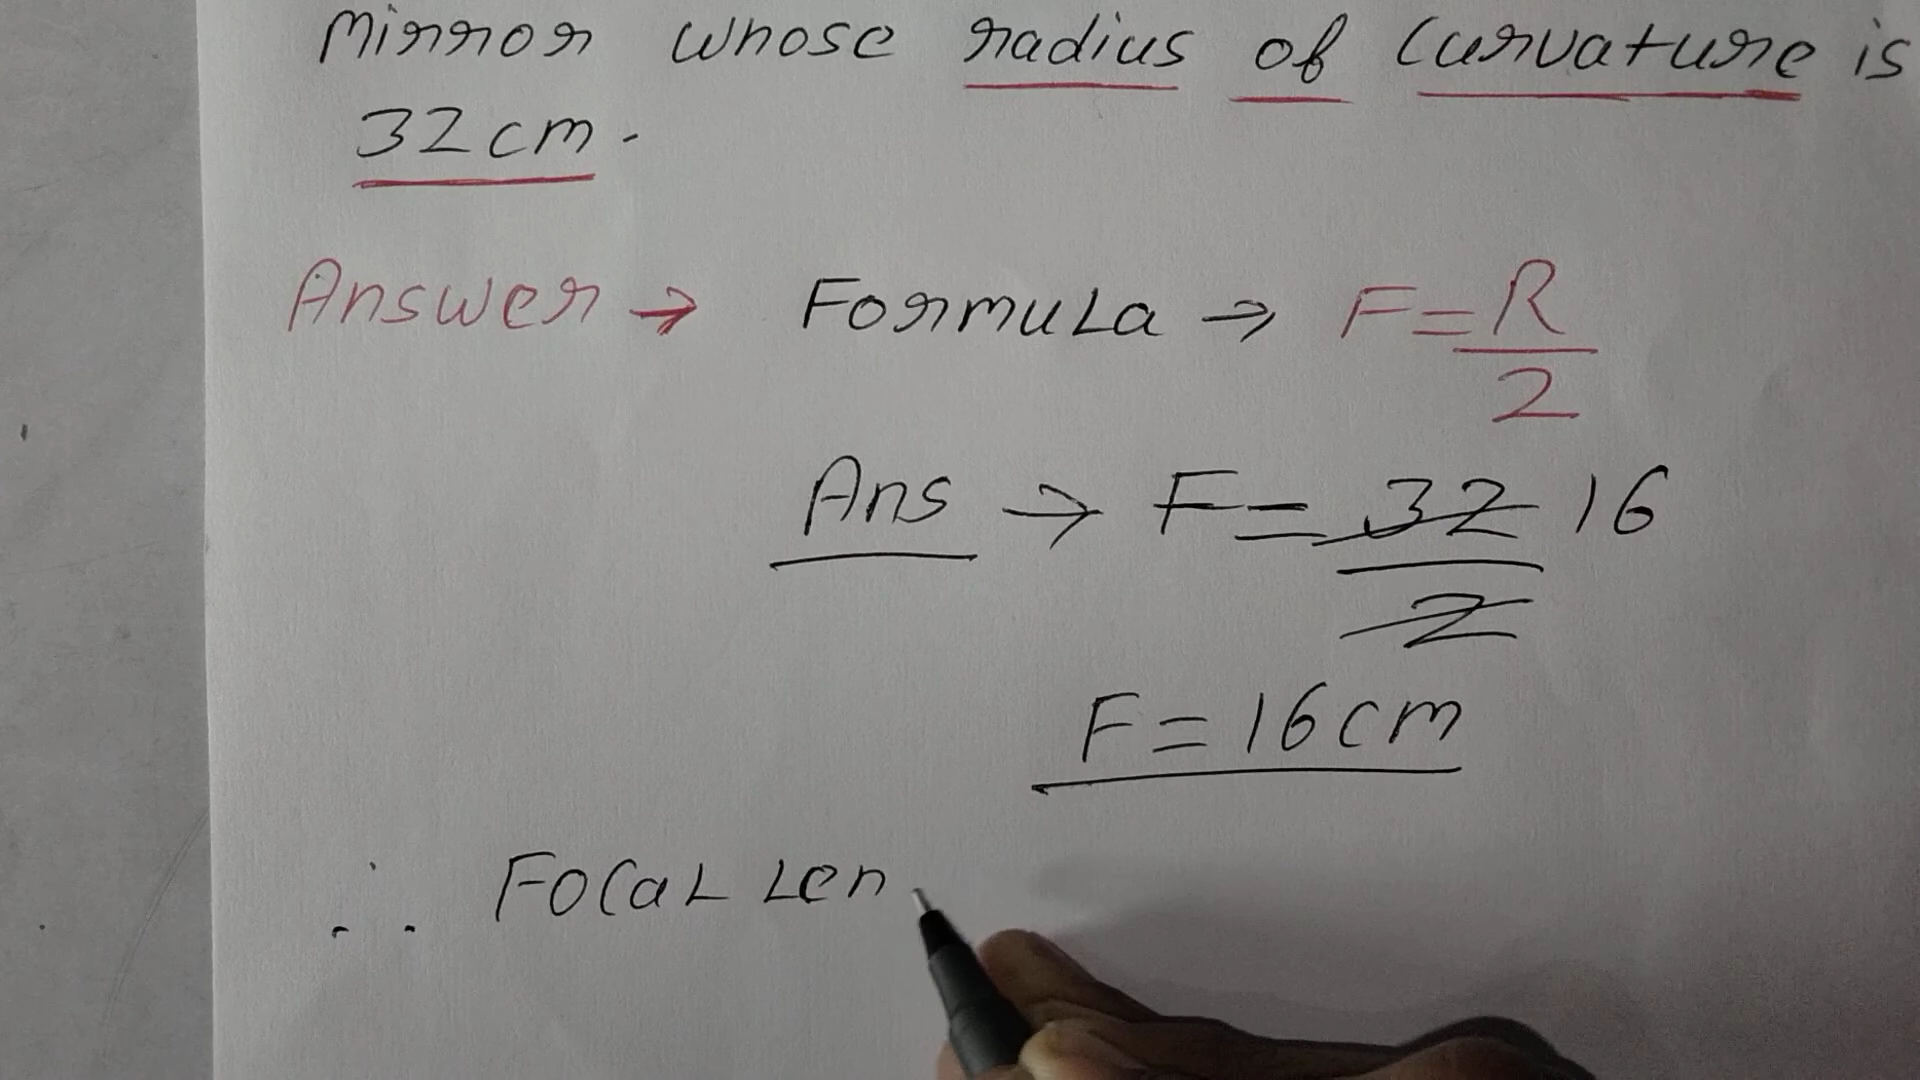 Mirror whose radius of Curvature is
32cm.
Answer → Formula → F = R/2
Ans → F = 32/2 16
F = 16cm
∴ Focal Len